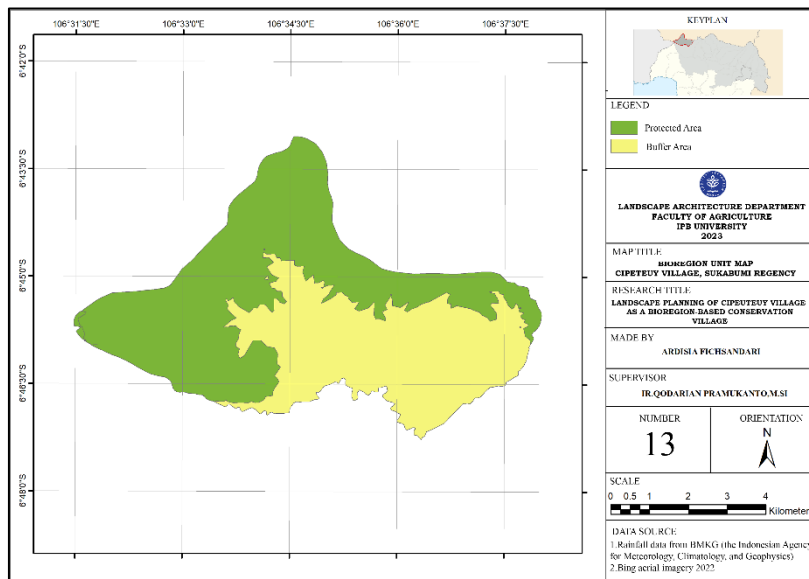 106°31'30"E 106°33'0"E 106°34'30"E 106°36'0"E 106°37'30"E
6°42'0"S
6°43'30"S
6°45'0"S
6°46'30"S
6°48'0"S
KEYPLAN
LEGEND
Protected Area
Buffer Area
LANDSCAPE ARCHITECTURE DEPARTMENT
FACULTY OF AGRICULTURE
IPB UNIVERSITY
2023
MAP TITLE
BIOREGION UNIT MAP
CIPETEUY VILLAGE, SUKABUMI REGENCY
RESEARCH TITLE
LANDSCAPE PLANNING OF CIPEUTEUY VILLAGE
AS A BIOREGION-BASED CONSERVATION
VILLAGE
MADE BY
ARDISIA FICHSANDARI
SUPERVISOR
IR.QODARIAN PRAMUKANTO,M.SI
NUMBER
13
ORIENTATION
N
SCALE
0 0.5 1 2 3 4
Kilometer
DATA SOURCE
1.Rainfall data from BMKG (the Indonesian Agency
for Meteorology, Climatology, and Geophysics)
2.Bing aerial imagery 2022